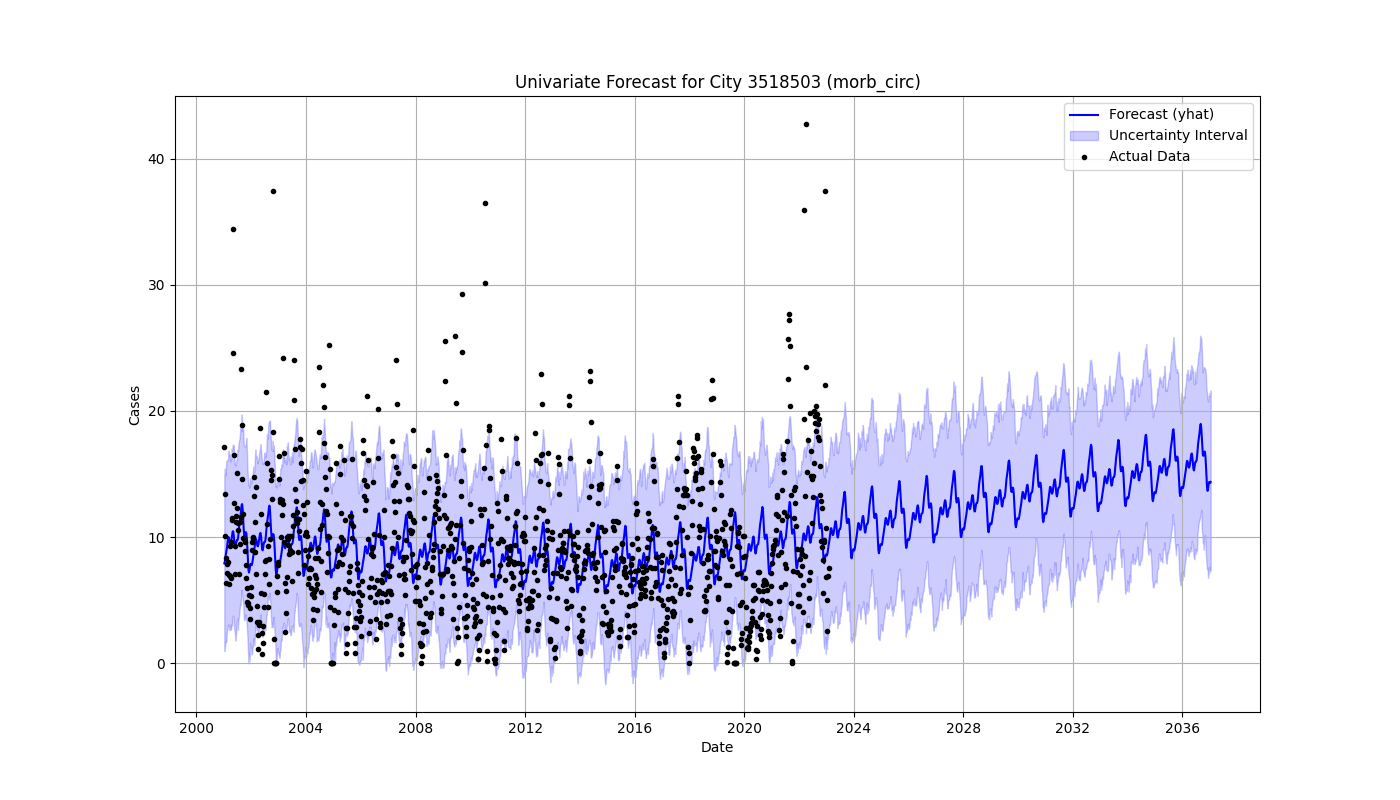 Univariate Forecast for City 3518503 (morb_circ)
Forecast (yhat)
Uncertainty Interval
Actual Data
Cases
40
30
20
10
0
2000 2004 2008 2012 2016 2020 2024 2028 2032 2036
Date